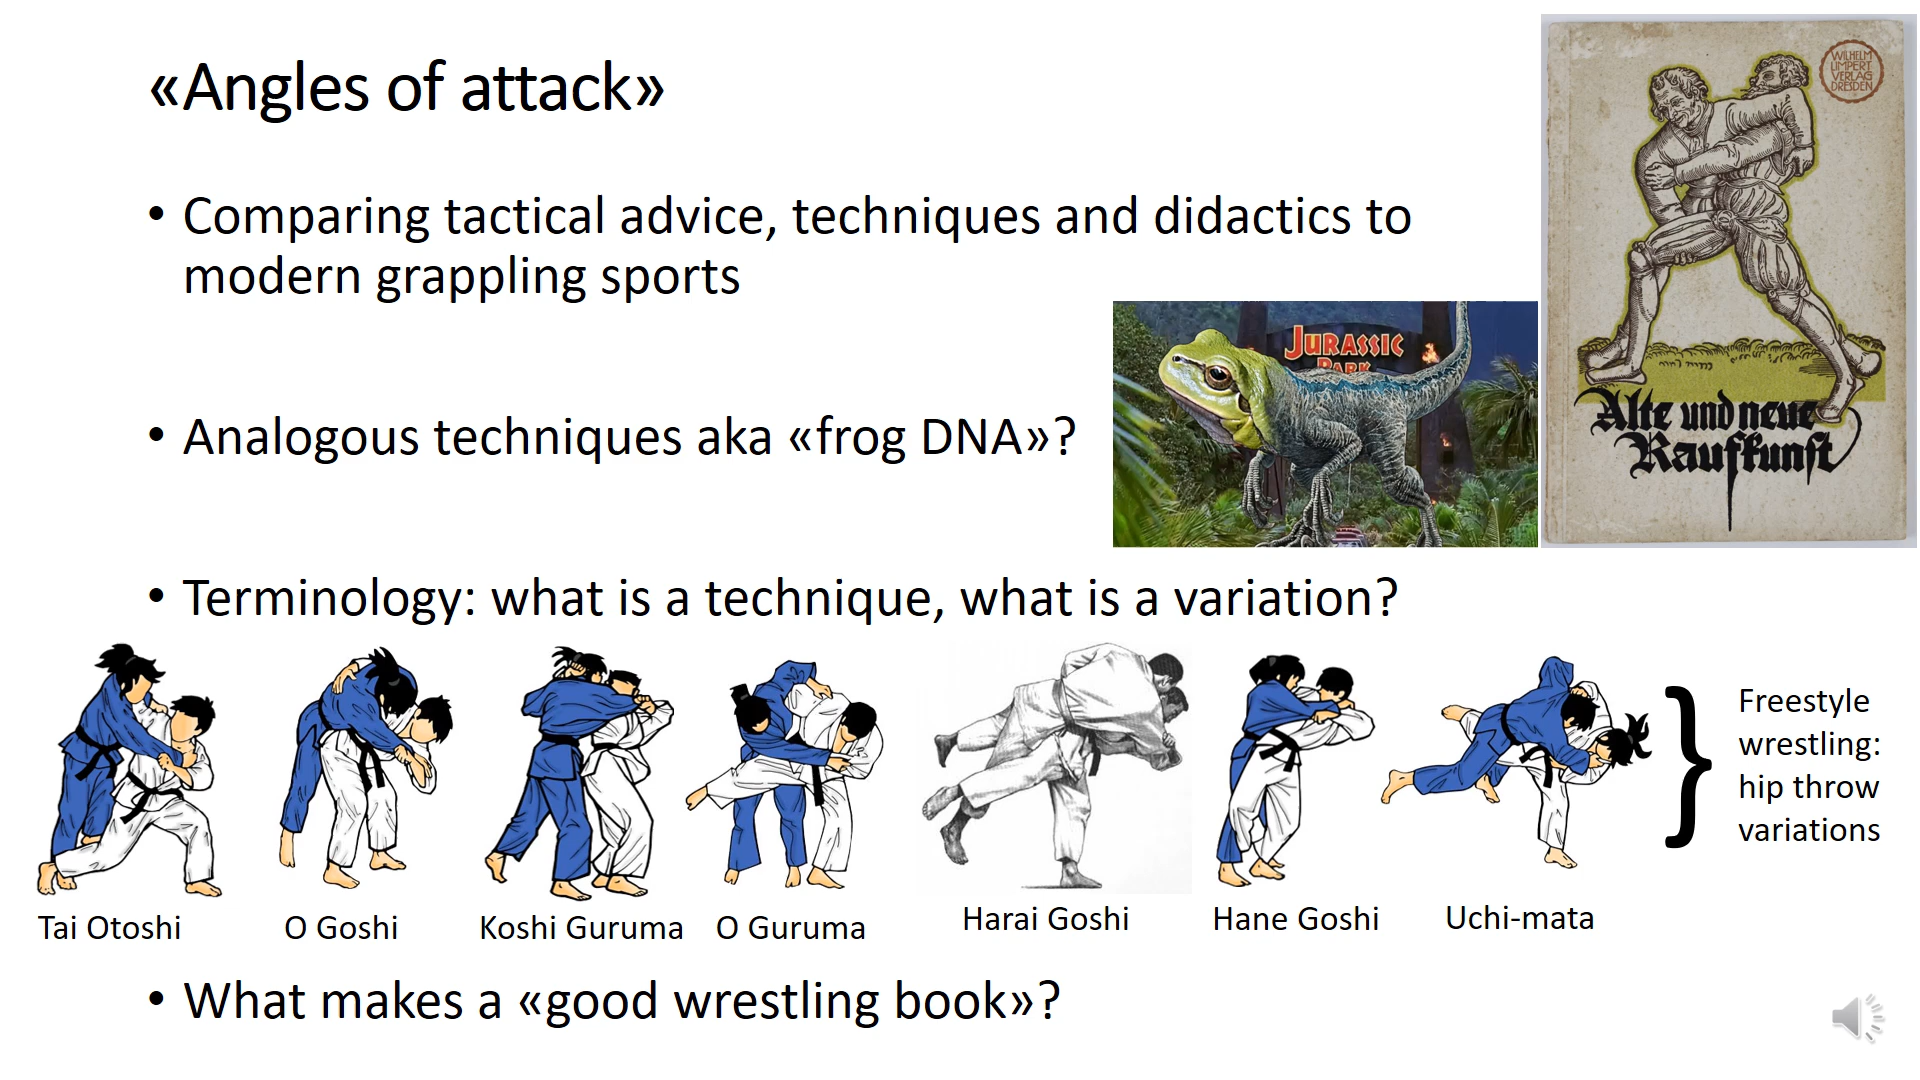 «Angles of attack»
• Comparing tactical advice, techniques and didactics to
modern grappling sports
WILHELM
LIMPERT
VERLAG
DRESDEN
JURASSIC
PARK
Alte und neue
Raufkunst
• Analogous techniques aka «frog DNA»?
• Terminology: what is a technique, what is a variation?
Freestyle
wrestling:
hip throw
variations
Tai Otoshi
O Goshi
Koshi Guruma
O Guruma
Harai Goshi
Hane Goshi
Uchi-mata
• What makes a «good wrestling book»?